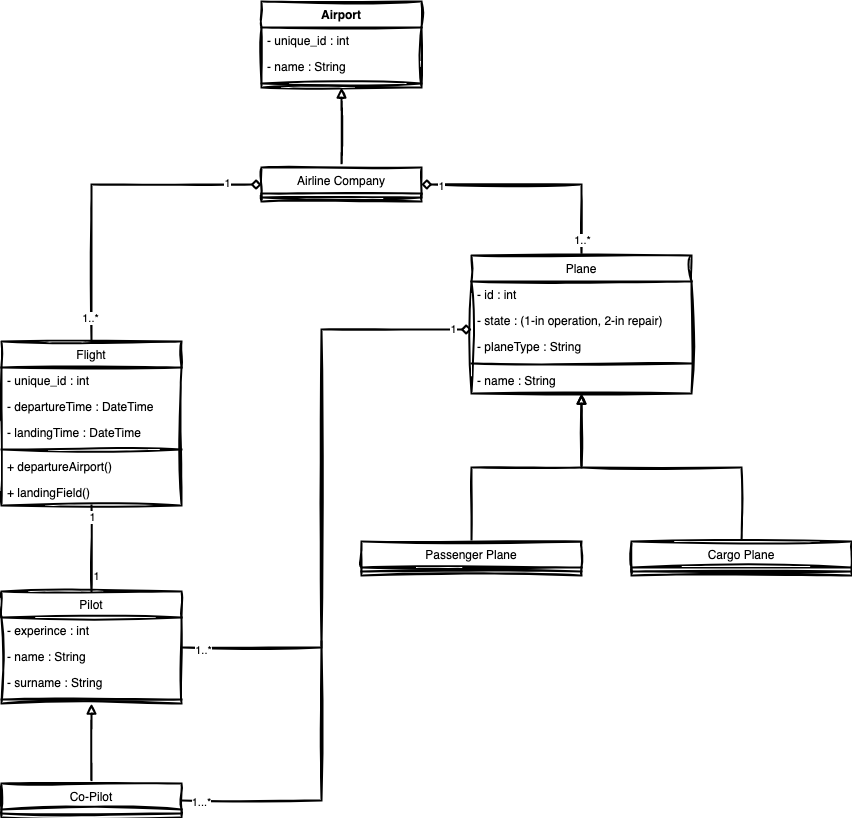 Airport
- unique_id : int
- name : String
Airline Company
1
1
1..*
Plane
- id : int
- state : (1-in operation, 2-in repair)
- planeType : String
- name : String
1
1..*
Flight
- unique_id : int
- departureTime : DateTime
- landingTime : DateTime
+ departureAirport()
+ landingField()
1
1
Passenger Plane
Cargo Plane
Pilot
- experince : int
- name : String
- surname : String
1..*
Co-Pilot
1...*